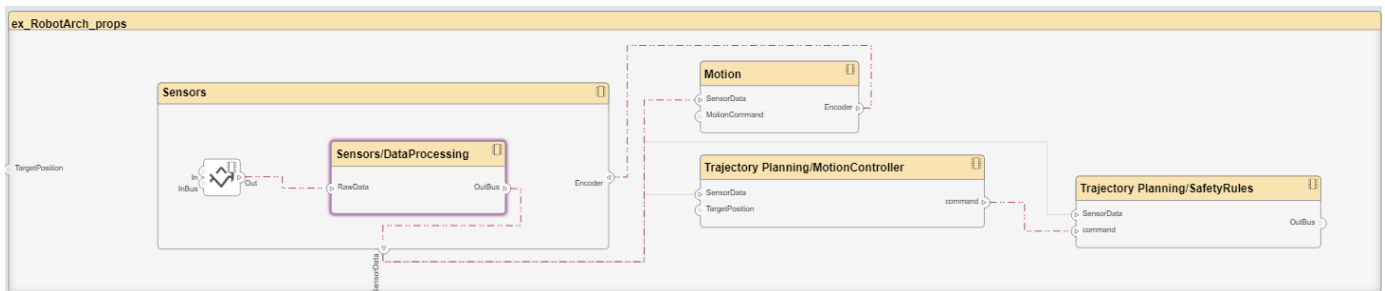 ex_RobotArch_props
Sensors
In
InBus
Out
Sensors/DataProcessing
RawData
OutBus
Encoder
SensorData
TargetPosition
Motion
SensorData
MotionCommand
Encoder
Trajectory Planning/MotionController
SensorData
TargetPosition
command
Trajectory Planning/SafetyRules
SensorData
command
OutBus